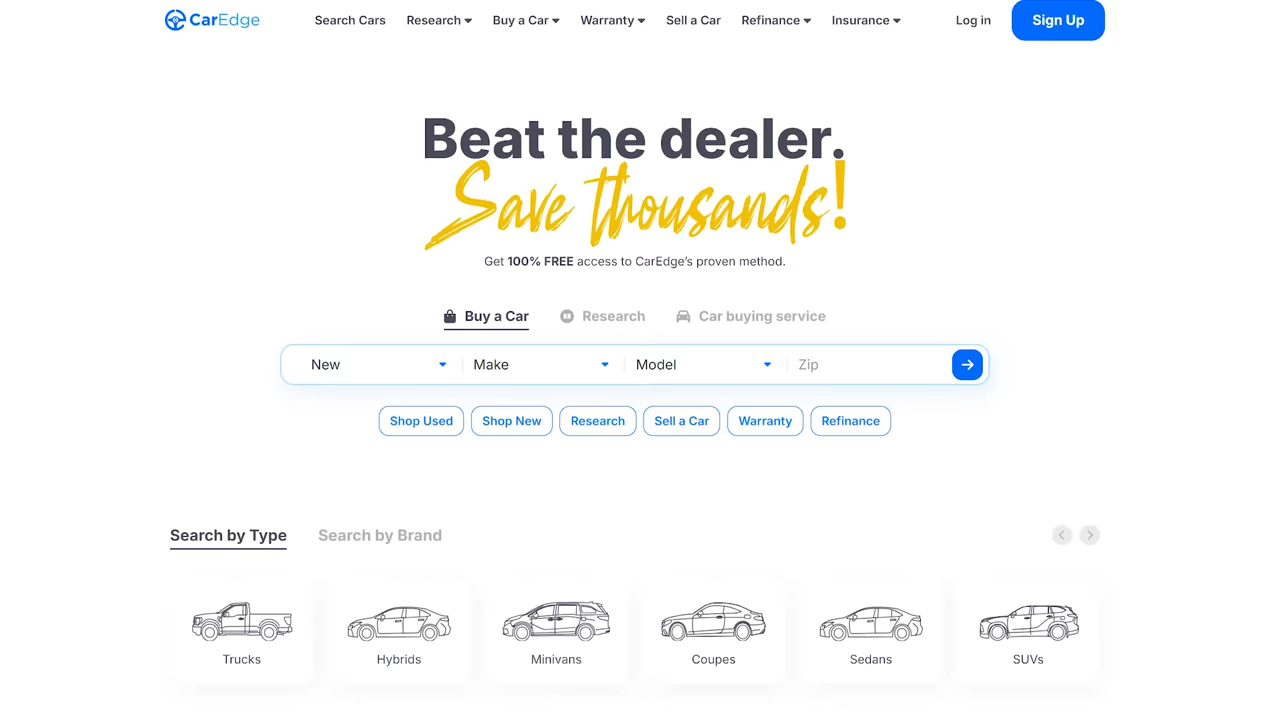 CarEdge Search Cars Research Buy a Car Warranty Sell a Car Refinance Insurance Log in Sign Up
Beat the dealer.
Save thousands!
Get 100% FREE access to CarEdge's proven method.
Buy a Car Research Car buying service
New Make Model Zip
Shop Used Shop New Research Sell a Car Warranty Refinance
Search by Type Search by Brand
Trucks Hybrids Minivans Coupes Sedans SUVs